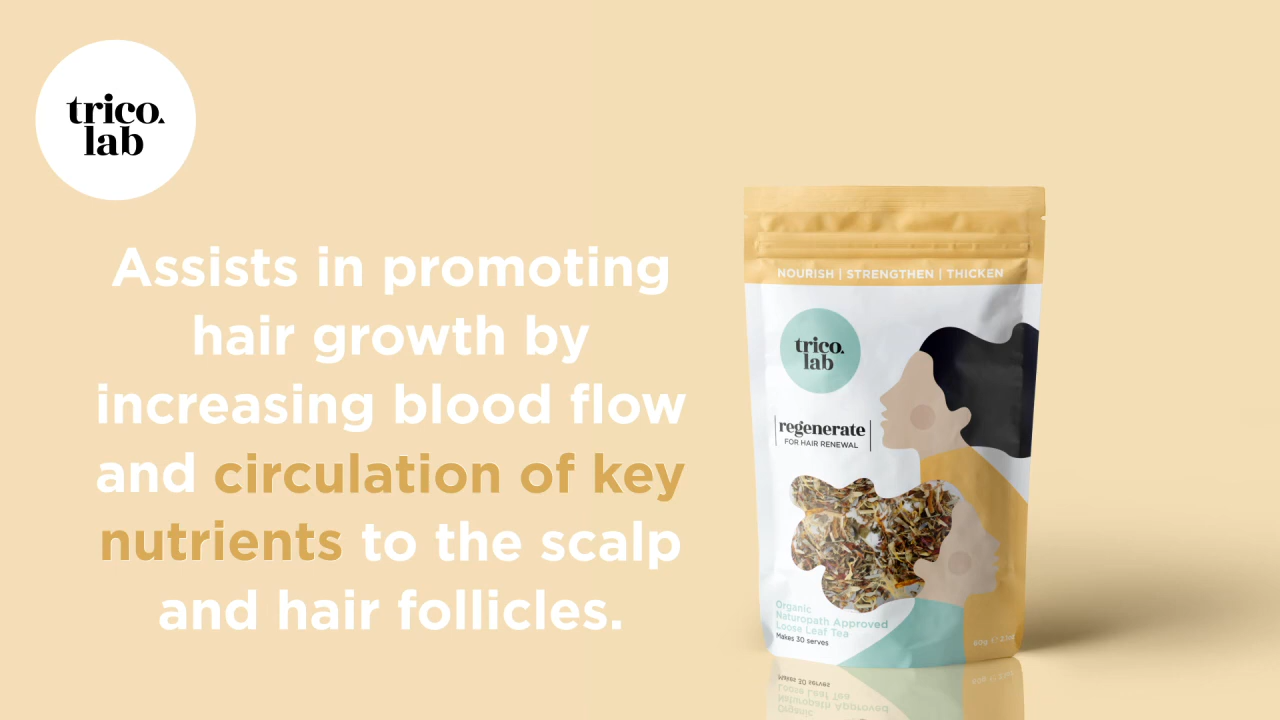 trico.
lab
Assists in promoting
hair growth by
increasing blood flow
and circulation of key
nutrients to the scalp
and hair follicles.
NOURISH | STRENGTHEN | THICKEN
trico.
lab
regenerate
FOR HAIR RENEWAL
Organic
Naturopath Approved
Loose Leaf Tea
Makes 30 serves